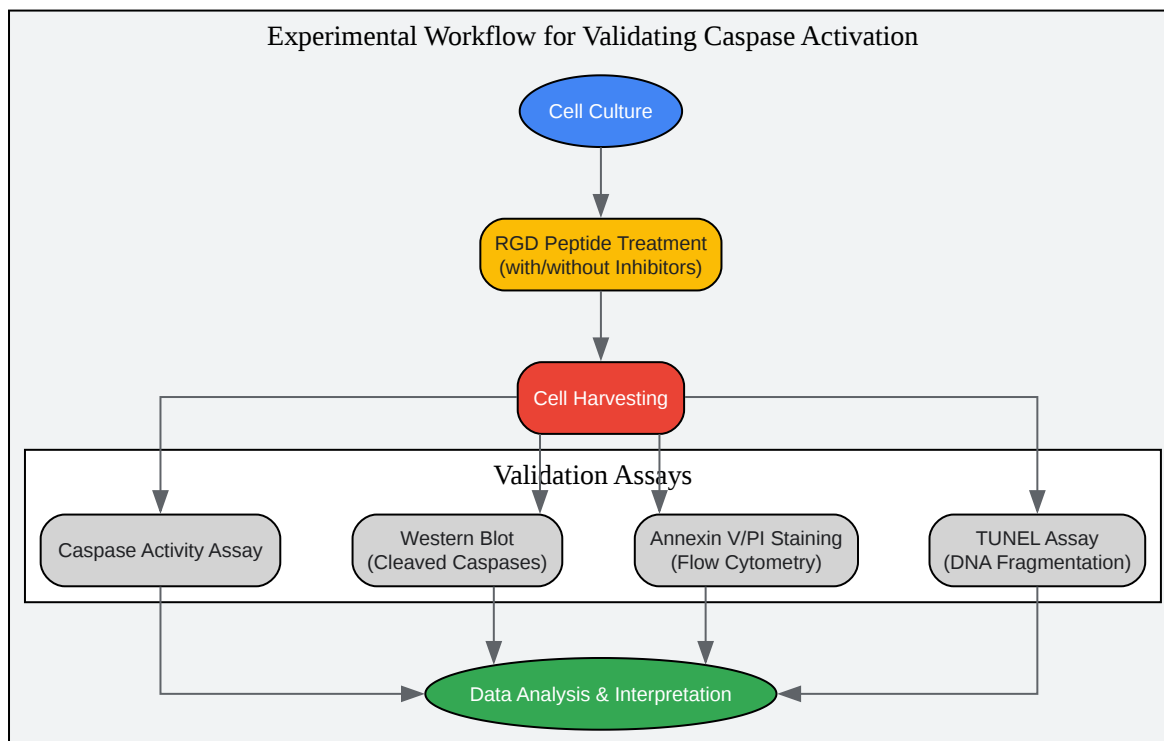 Experimental Workflow for Validating Caspase Activation
Cell Culture
RGD Peptide Treatment
(with/without Inhibitors)
Cell Harvesting
Validation Assays
Caspase Activity Assay
Western Blot
(Cleaved Caspases)
Annexin V/PI Staining
(Flow Cytometry)
TUNEL Assay
(DNA Fragmentation)
Data Analysis & Interpretation